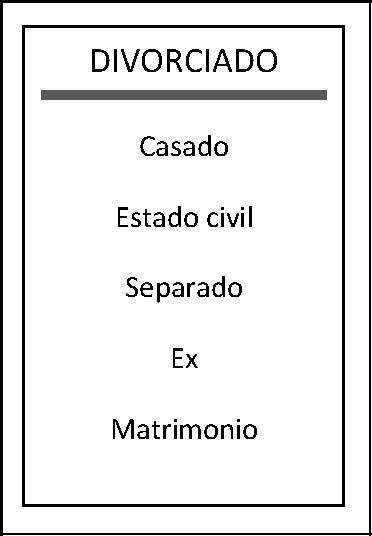 DIVORCIADO
Casado
Estado civil
Separado
Ex
Matrimonio